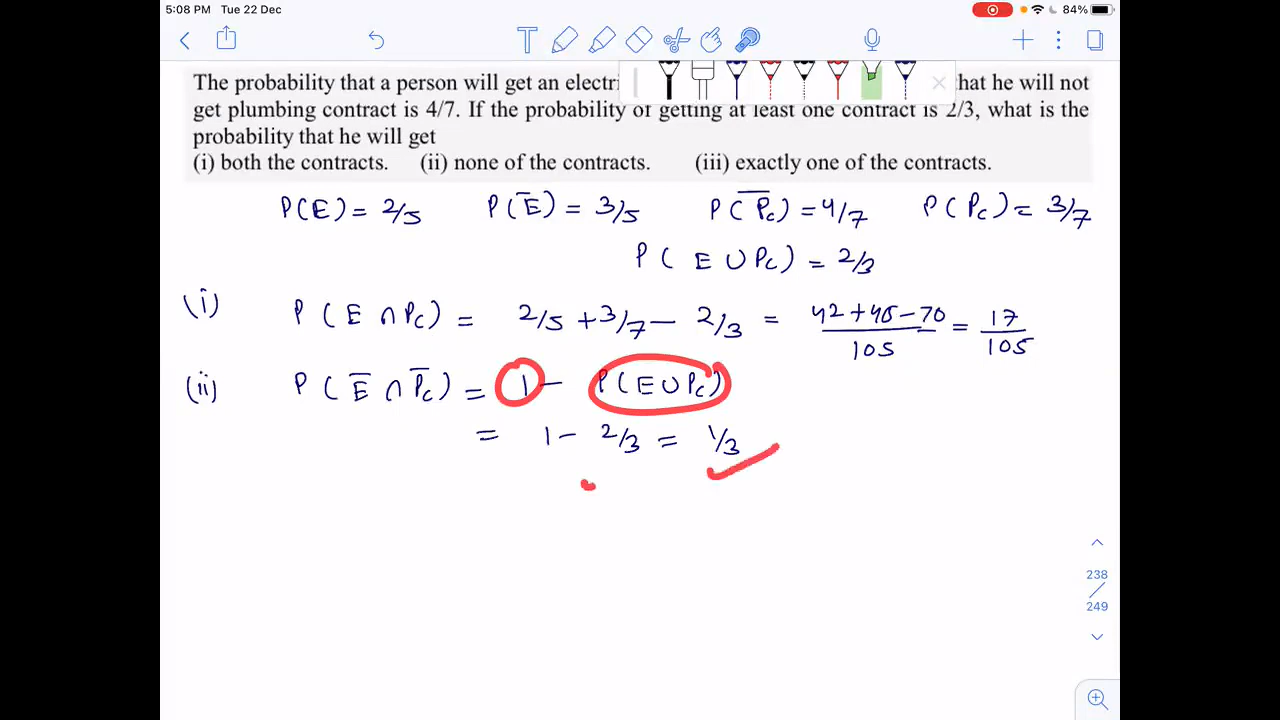 5:08 PM Tue 22 Dec 84%
The probability that a person will get an electri hat he will not
get plumbing contract is 4/7. If the probability of getting at least one contract is 2/3, what is the
probability that he will get
(i) both the contracts. (ii) none of the contracts. (iii) exactly one of the contracts.
P(E) = 2/5 P(E̅) = 3/5 P(P̅c) = 4/7 P(Pc) = 3/7
P(E ∪ Pc) = 2/3
(i) P(E ∩ Pc) = 2/5 + 3/7 - 2/3 = 42+45-70/105 = 17/105
(ii) P(E̅ ∩ P̅c) = 1 - P(E ∪ Pc)
= 1 - 2/3 = 1/3
238
249